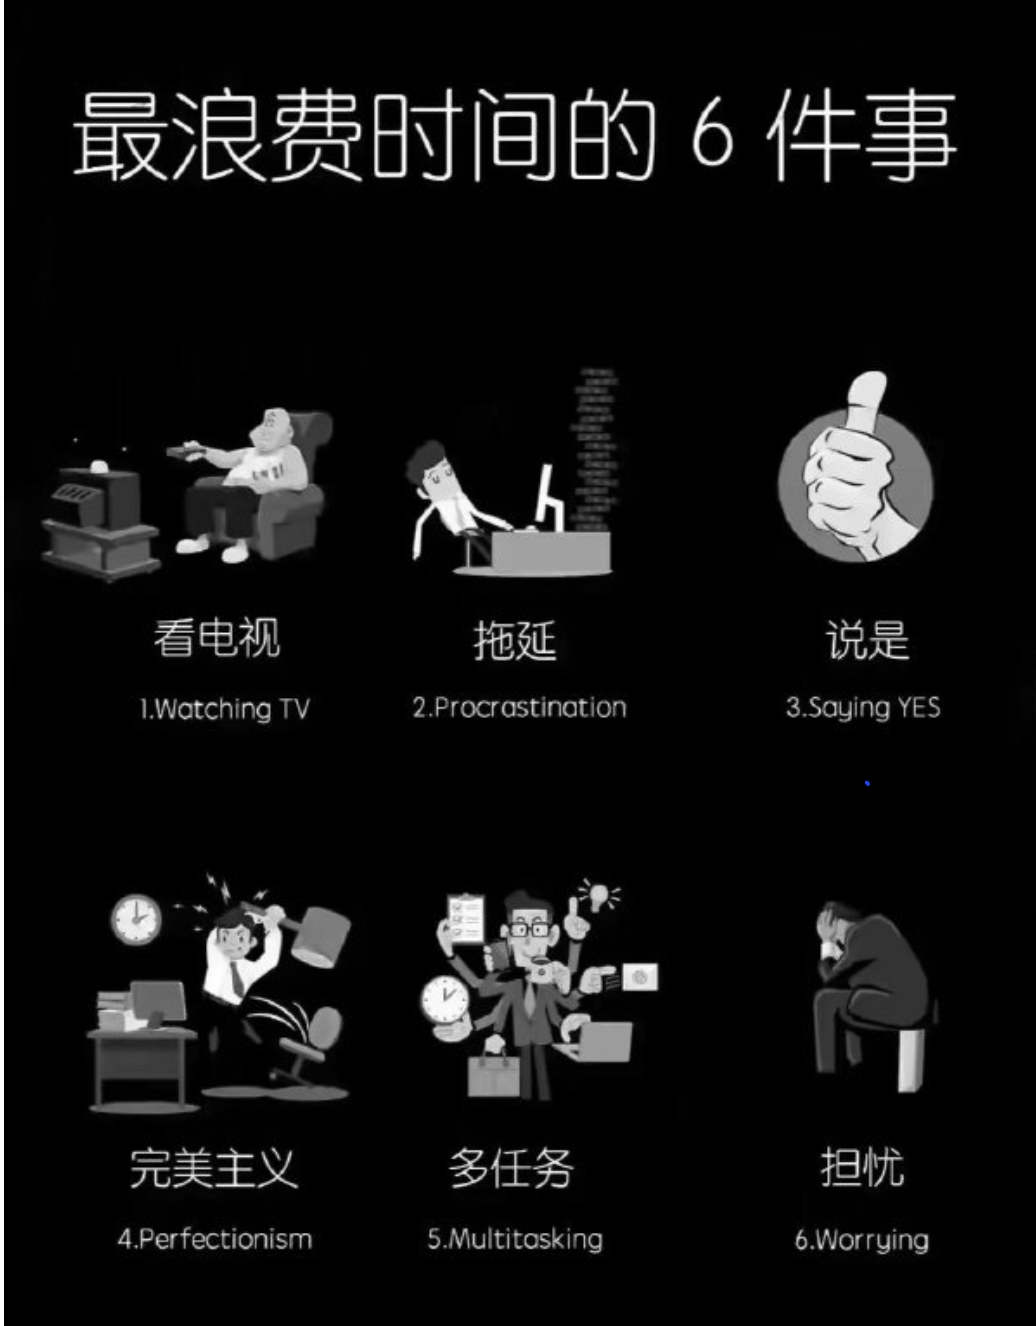 最浪费时间的 6 件事
看电视
1.Watching TV
拖延
2.Procrastination
说是
3.Saying YES
完美主义
4.Perfectionism
多任务
5.Multitasking
担忧
6.Worrying